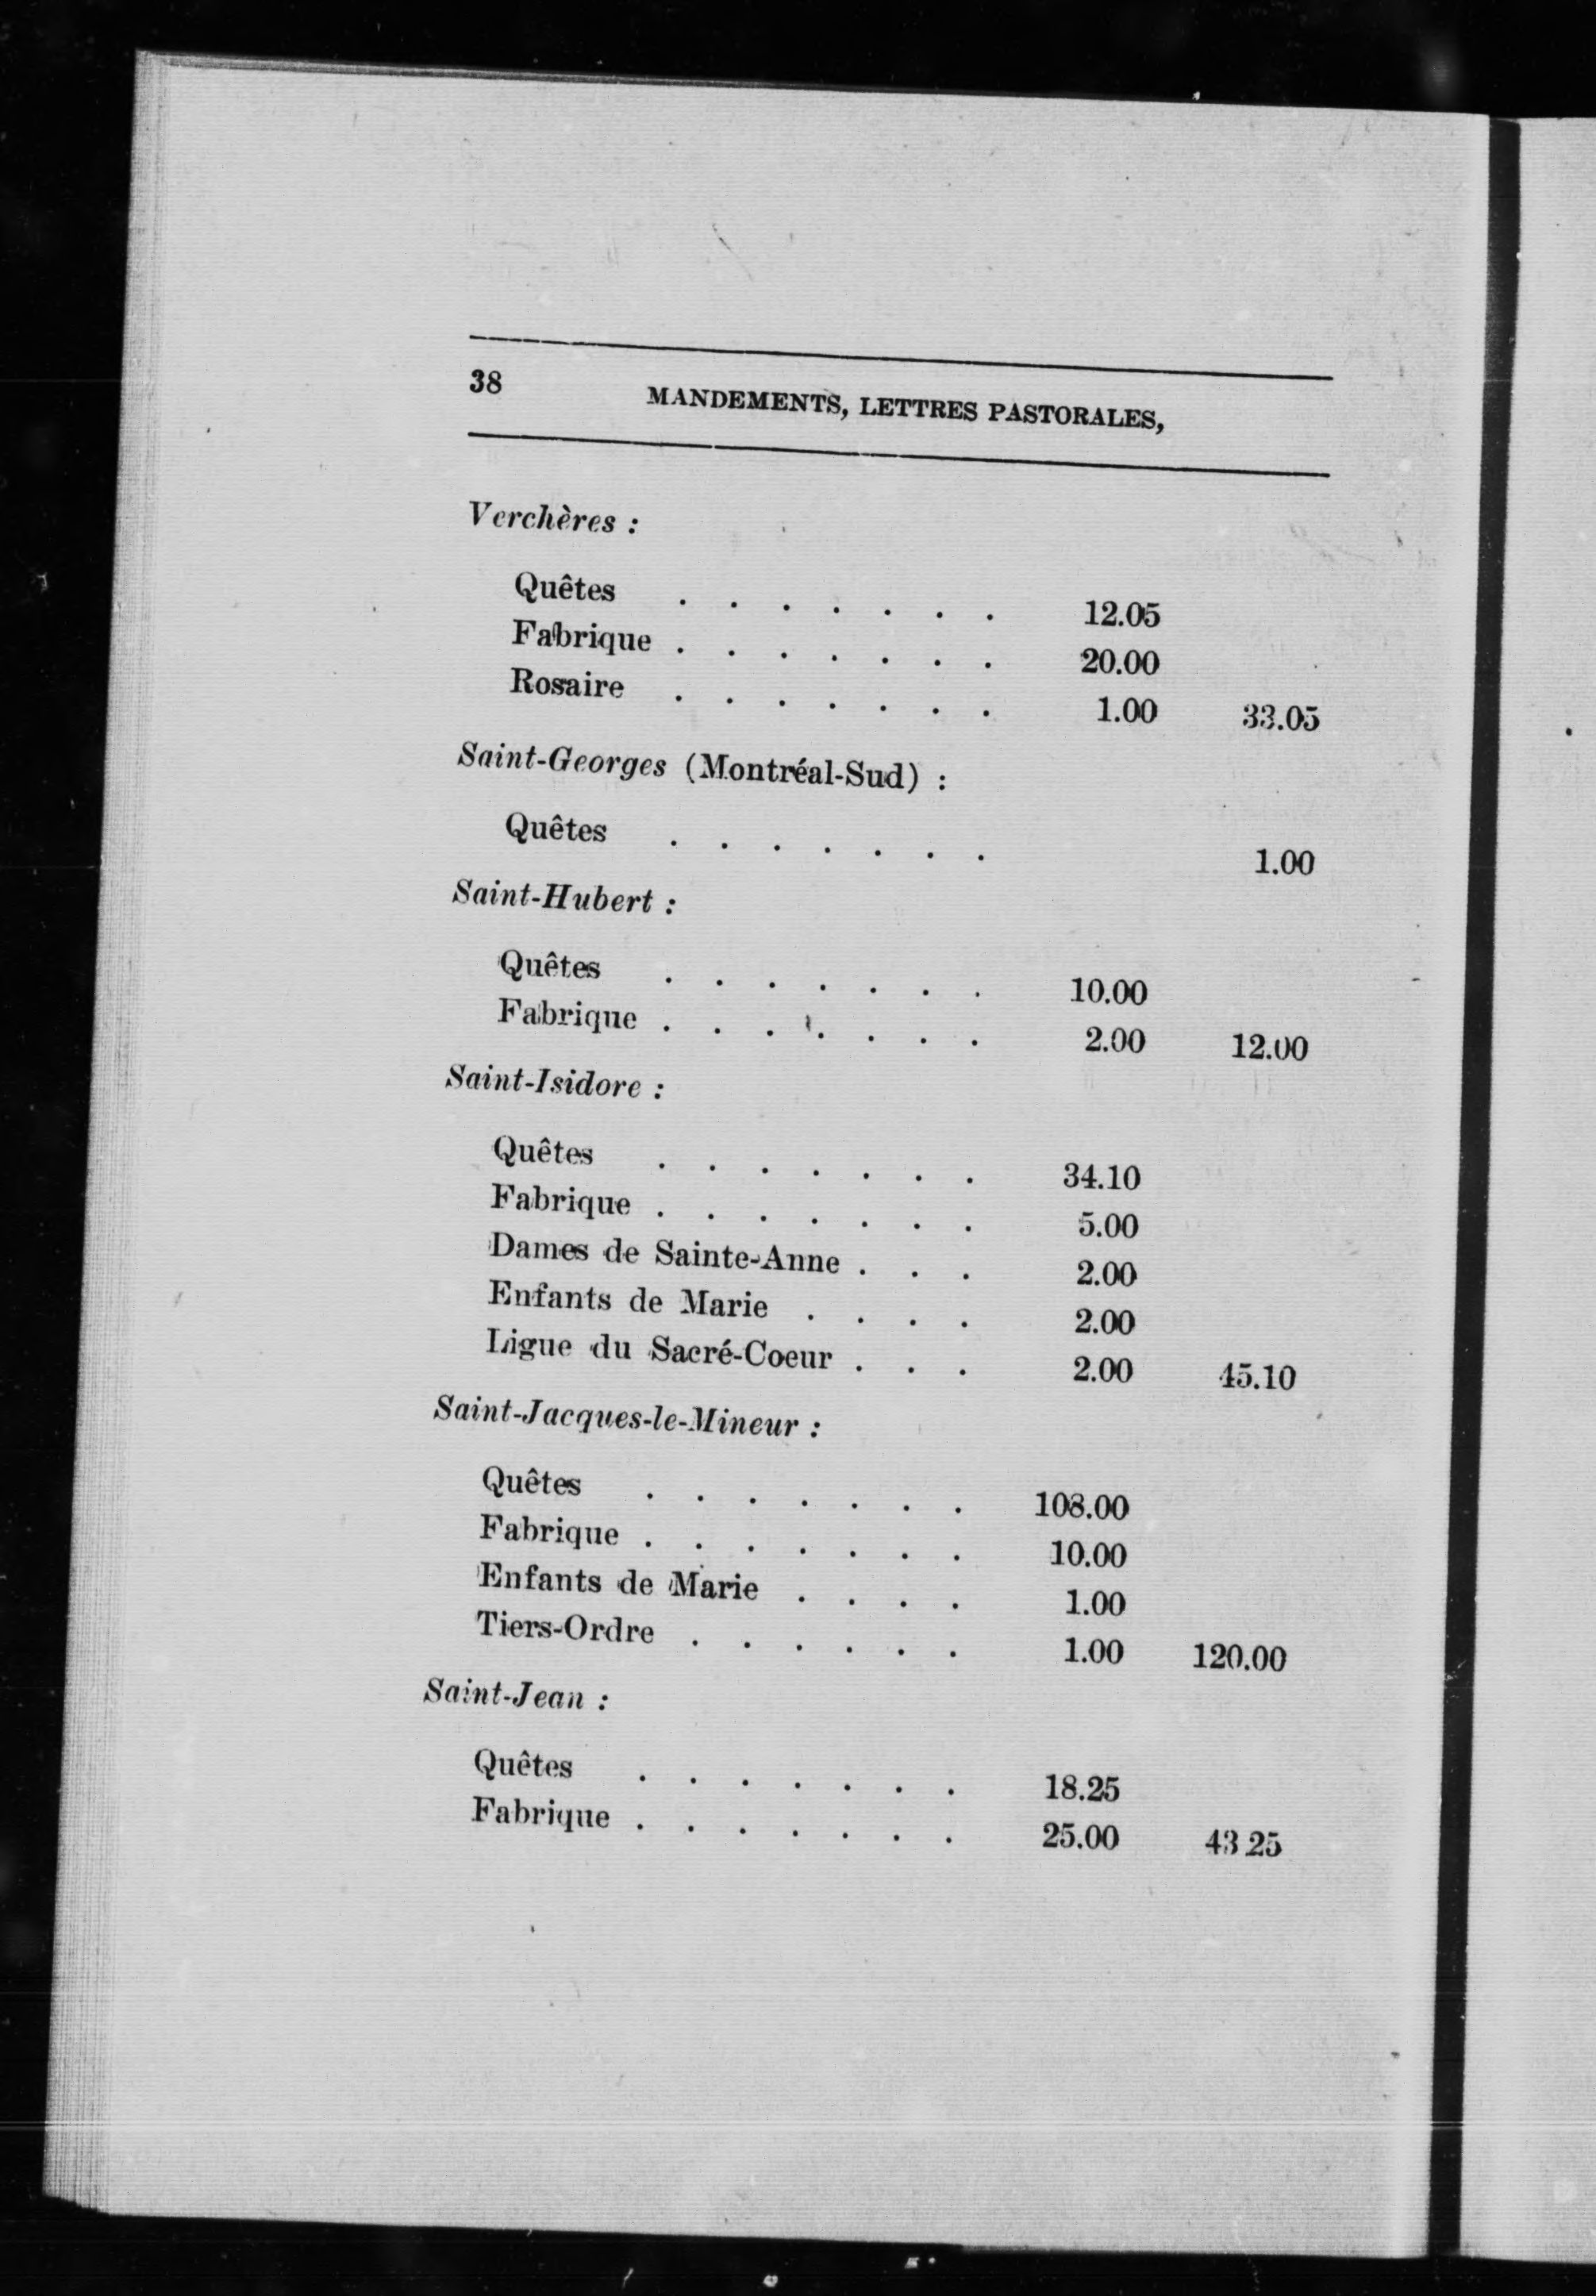 38 MANDEMENTS, LETTRES PASTORALES,
Verchères :
Quêtes . . . . . . . 12.05
Fabrique . . . . . . . 20.00
Rosaire . . . . . . . 1.00 33.05
Saint-Georges (Montréal-Sud) :
Quêtes . . . . . . . 1.00
Saint-Hubert :
Quêtes . . . . . . . 10.00
Fabrique . . . . . . . 2.00 12.00
Saint-Isidore :
Quêtes . . . . . . . 34.10
Fabrique . . . . . . . 5.00
Dames de Sainte-Anne . . . 2.00
Enfants de Marie . . . . 2.00
Ligue du Sacré-Coeur . . . 2.00 45.10
Saint-Jacques-le-Mineur :
Quêtes . . . . . . . 108.00
Fabrique . . . . . . . 10.00
Enfants de Marie . . . . 1.00
Tiers-Ordre . . . . . . 1.00 120.00
Saint-Jean :
Quêtes . . . . . . . 18.25
Fabrique . . . . . . . 25.00 43 25